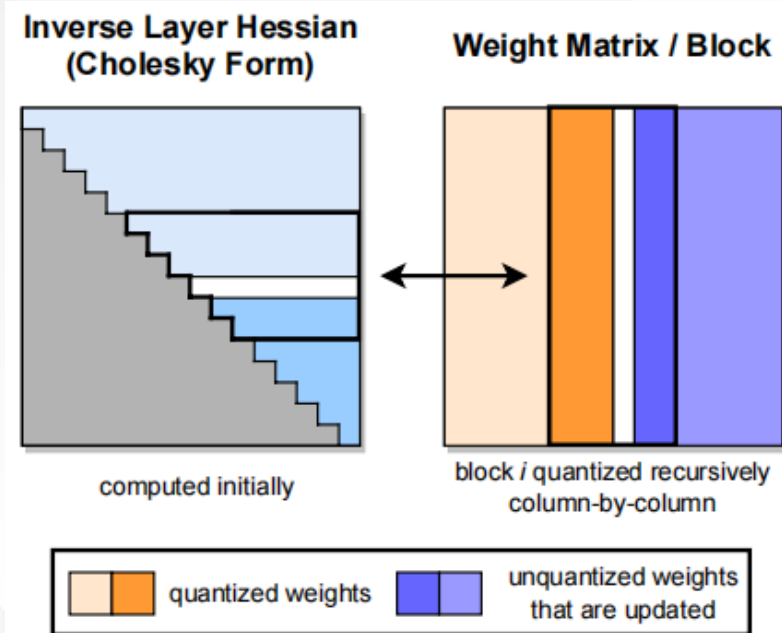 Inverse Layer Hessian
(Cholesky Form)
Weight Matrix / Block
computed initially
block i quantized recursively
column-by-column
quantized weights
unquantized weights
that are updated